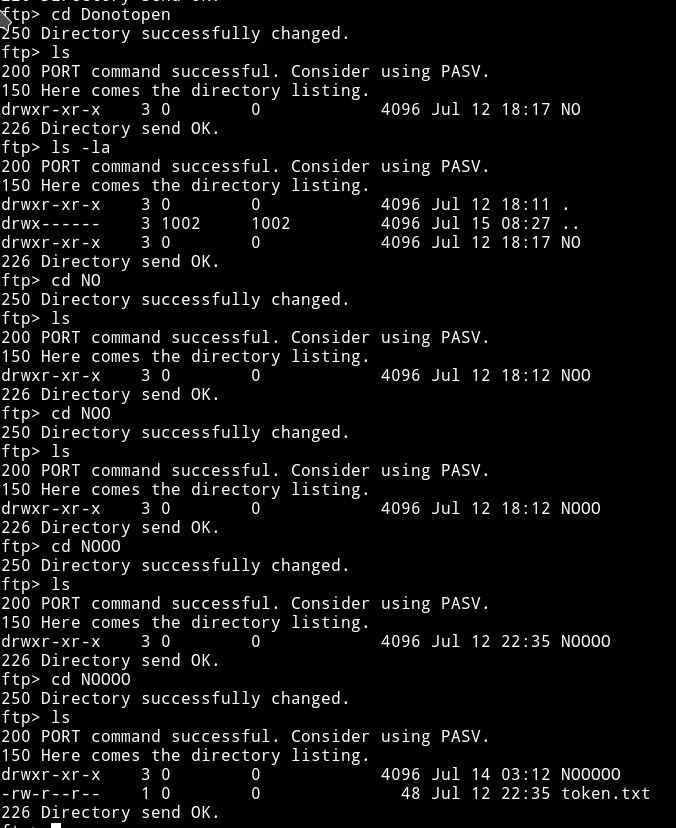 ftp> cd Donotopen
250 Directory successfully changed.
ftp> ls
200 PORT command successful. Consider using PASV.
150 Here comes the directory listing.
drwxr-xr-x    3 0        0            4096 Jul 12 18:17 NO
226 Directory send OK.
ftp> ls -la
200 PORT command successful. Consider using PASV.
150 Here comes the directory listing.
drwxr-xr-x    3 0        0            4096 Jul 12 18:11 .
drwx------    3 1002     1002         4096 Jul 15 08:27 ..
drwxr-xr-x    3 0        0            4096 Jul 12 18:17 NO
226 Directory send OK.
ftp> cd NO
250 Directory successfully changed.
ftp> ls
200 PORT command successful. Consider using PASV.
150 Here comes the directory listing.
drwxr-xr-x    3 0        0            4096 Jul 12 18:12 NOO
226 Directory send OK.
ftp> cd NOO
250 Directory successfully changed.
ftp> ls
200 PORT command successful. Consider using PASV.
150 Here comes the directory listing.
drwxr-xr-x    3 0        0            4096 Jul 12 18:12 NOOO
226 Directory send OK.
ftp> cd NOOO
250 Directory successfully changed.
ftp> ls
200 PORT command successful. Consider using PASV.
150 Here comes the directory listing.
drwxr-xr-x    3 0        0            4096 Jul 12 22:35 NOOOO
226 Directory send OK.
ftp> cd NOOOO
250 Directory successfully changed.
ftp> ls
200 PORT command successful. Consider using PASV.
150 Here comes the directory listing.
drwxr-xr-x    3 0        0            4096 Jul 14 03:12 NOOOOO
-rw-r--r--    1 0        0              48 Jul 12 22:35 token.txt
226 Directory send OK.